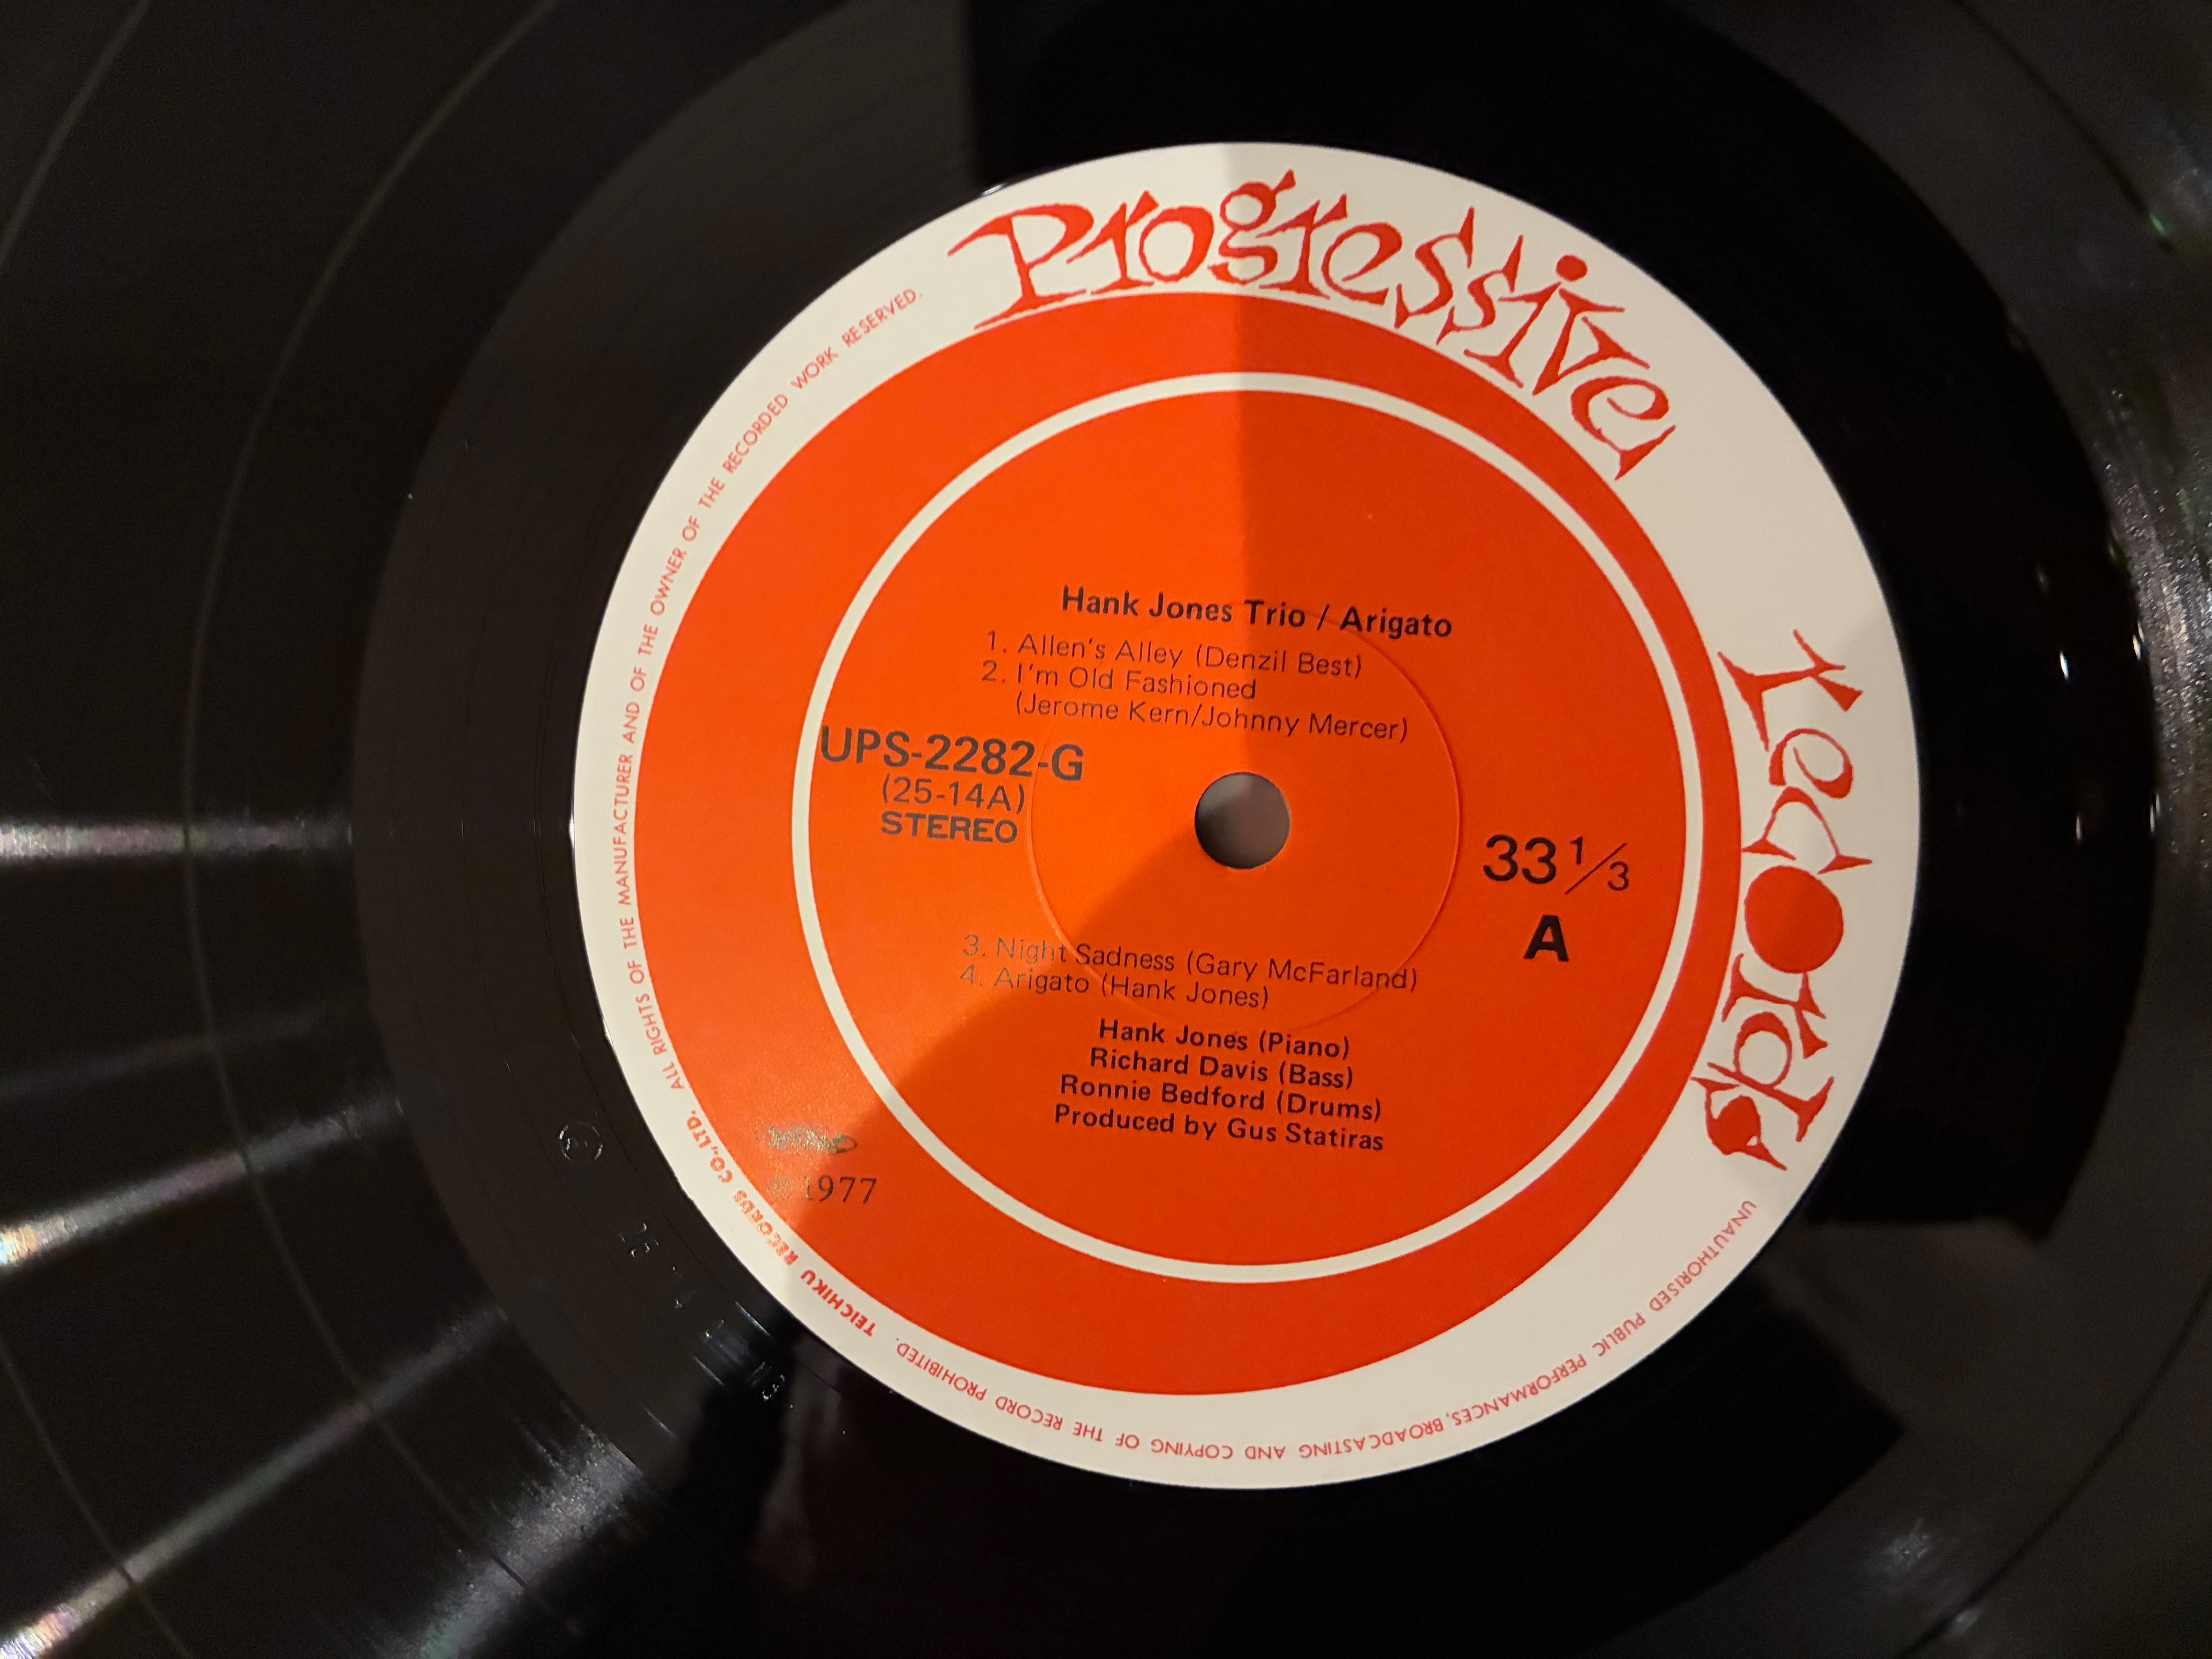 Progressive records
Hank Jones Trio / Arigato
1. Allen's Alley (Denzil Best)
2. I'm Old Fashioned
(Jerome Kern/Johnny Mercer)
UPS-2282-G
(25-14A)
STEREO
33 1/3
A
3. Night Sadness (Gary McFarland)
4. Arigato (Hank Jones)
Hank Jones (Piano)
Richard Davis (Bass)
Ronnie Bedford (Drums)
Produced by Gus Statiras
1977
TEICHIKU RECORDS CO.,LTD. ALL RIGHTS OF THE MANUFACTURER AND OF THE OWNER OF THE RECORDED WORK RESERVED.
UNAUTHORISED PUBLIC PERFORMANCES, BROADCASTING AND COPYING OF THE RECORD PROHIBITED.